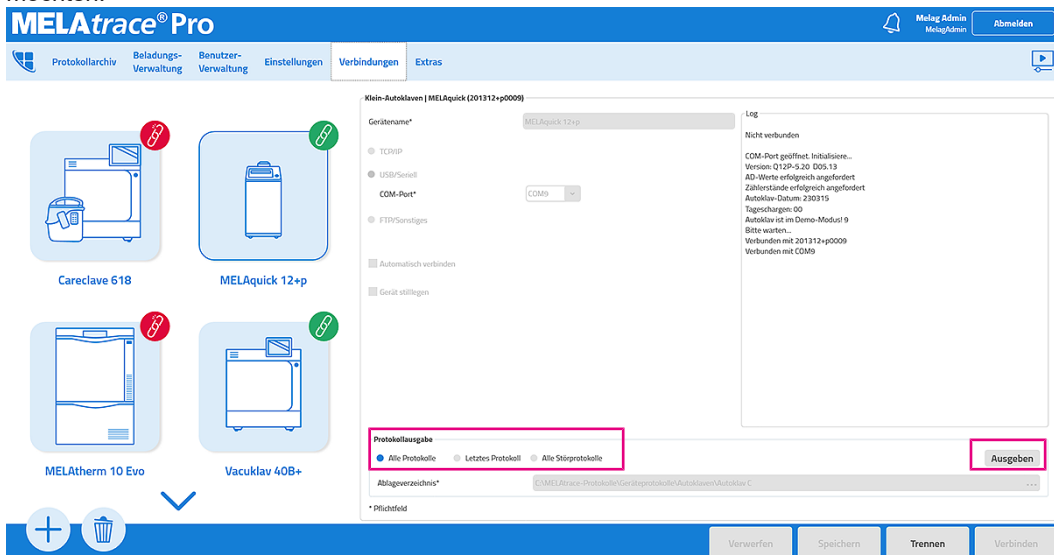 MELAtrace® Pro
Melag Admin
MelagAdmin
Abmelden
Protokollarchiv
Beladungs-
Verwaltung
Benutzer-
Verwaltung
Einstellungen
Verbindungen
Extras
Careclave 618
MELAquick 12+p
MELAtherm 10 Evo
Vacuklav 40B+
Klein-Autoklaven | MELAquick (201312+p0009)
Gerätename*
MELAquick 12+p
TCP/IP
USB/Seriell
COM-Port*
COM9
FTP/Sonstiges
Automatisch verbinden
Gerät stilllegen
Log
Nicht verbunden
COM-Port geöffnet. Initialisiere...
Version: Q12P-5.20 D05.13
AD-Werte erfolgreich angefordert
Zählerstände erfolgreich angefordert
Autoklav-Datum: 230315
Tageschargen: 00
Autoklav ist im Demo-Modus! 9
Bitte warten...
Verbunden mit 201312+p0009
Verbunden mit COM9
Protokollausgabe
Alle Protokolle
Letztes Protokoll
Alle Störprotokolle
Ausgeben
Ablageverzeichnis*
C:\MELAtrace-Protokolle\Geräteprotokolle\Autoklaven\Autoklav C
...
* Pflichtfeld
Verwerfen
Speichern
Trennen
Verbinden